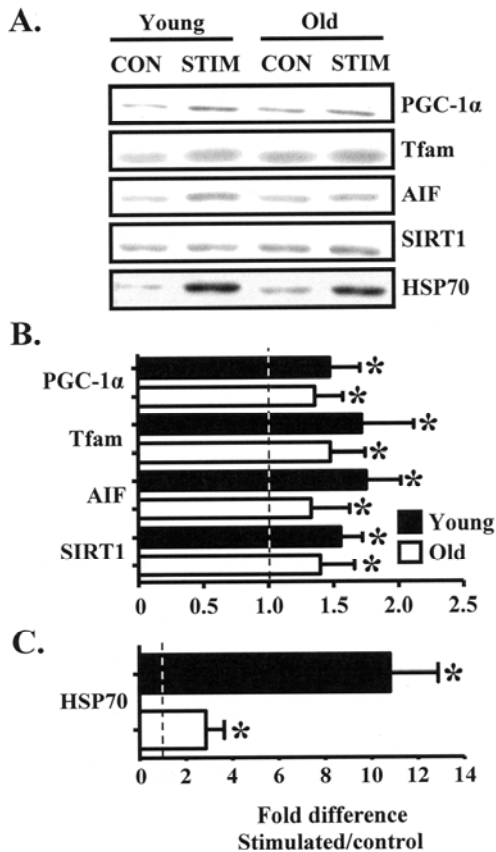 A.
Young Old
CON STIM CON STIM
PGC-1α
Tfam
AIF
SIRT1
HSP70
B.
PGC-1α
*
*
Tfam
*
*
AIF
*
*
SIRT1
*
*
Young
Old
0 0.5 1.0 1.5 2.0 2.5
C.
HSP70
*
*
0 2 4 6 8 10 12 14
Fold difference
Stimulated/control